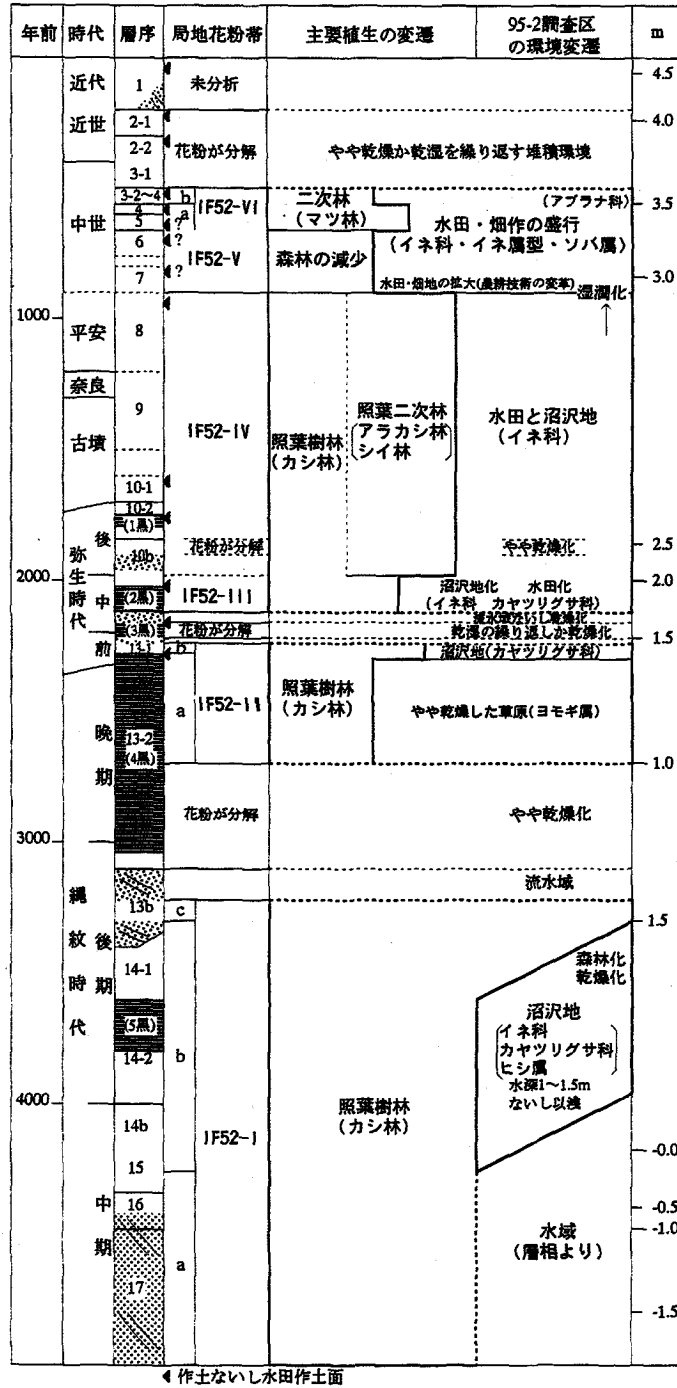 年前 時代 層序 局地花粉帯 主要植生の変遷 95-2調査区の環境変遷 m
近代 1 未分析 4.5
近世 2-1 4.0
2-2 花粉が分解 やや乾燥か乾湿を繰り返す堆積環境
3-1
中世 3-2〜4 b IF52-VI 二次林 (アブラナ科) 3.5
4 a (マツ林) 水田・畑作の盛行
5 ? (イネ科・イネ属型・ソバ属)
6 ? IF52-V 森林の減少
7 ? 水田・畑地の拡大(農耕技術の変革) 3.0
湿潤化
1000
↑
平安 8
奈良
9 照葉二次林 水田と沼沢地
古墳 IF52-IV 照葉樹林 アラカシ林 (イネ科)
(カシ林) シイ林
10-1
10-2
弥生時代 後 (1黒)
10b 花粉が分解 やや乾燥化 2.5
2000 2.0
中 (2黒) IF52-III 沼沢地化 水田化
(イネ科 カヤツリグサ科)
(3黒) 花粉が分解 乾湿の繰り返しか乾燥化 1.5
前 13-1 b 沼沢地(カヤツリグサ科)
照葉樹林
a IF52-II (カシ林) やや乾燥した草原(ヨモギ属)
縄紋時代 晩期 13-2
(4黒) 1.0
花粉が分解 やや乾燥化
3000
流水域
13b c 1.5
後期 森林化
14-1 乾燥化
(5黒) 沼沢地
イネ科
カヤツリグサ科
14-2 b ヒシ属
水深1〜1.5m
4000 照葉樹林 ないし以浅
14b IF52-I (カシ林)
15 -0.0
中期 16 -0.5
水域 -1.0
(層相より)
17 a -1.5
作土ないし水田作土面